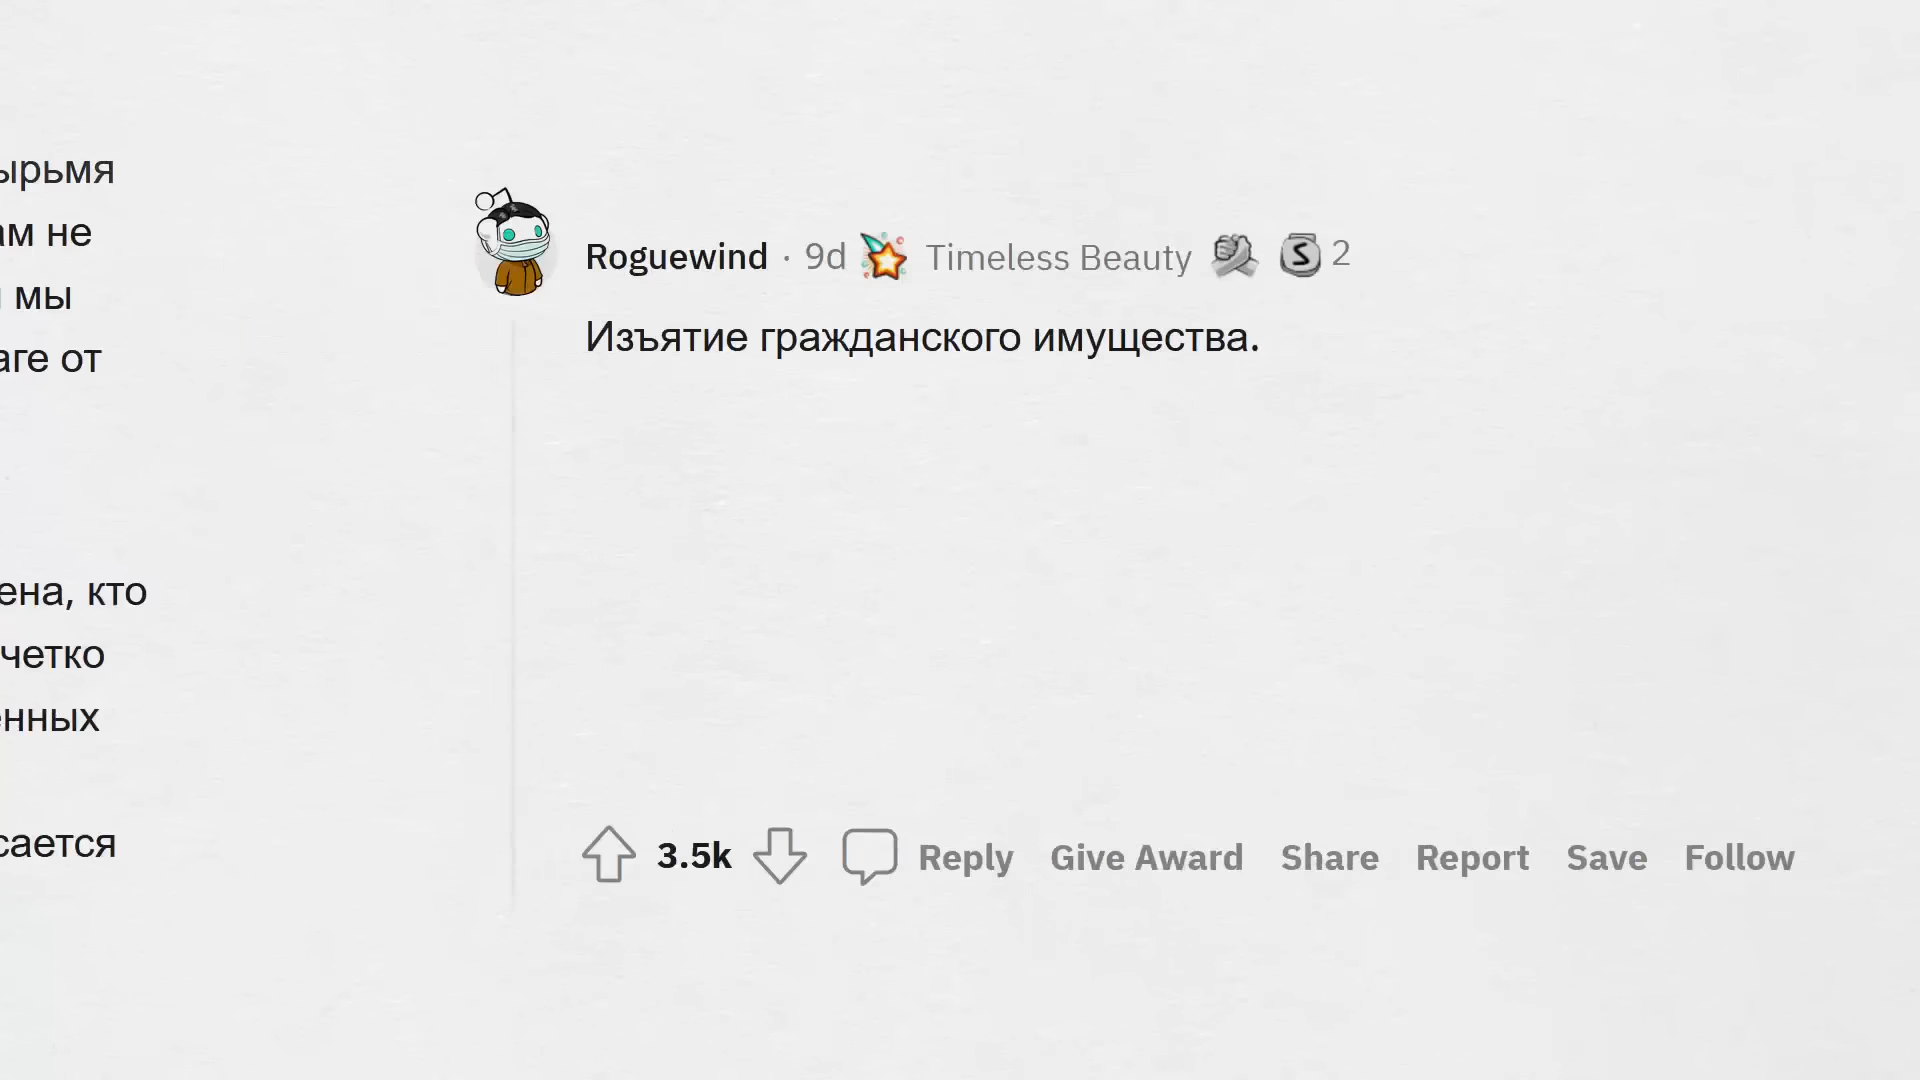 ырьмя
ам не
мы
аге от
ена, кто
четко
енных
сается
Roguewind · 9d Timeless Beauty 2
Изъятие гражданского имущества.
3.5k Reply Give Award Share Report Save Follow